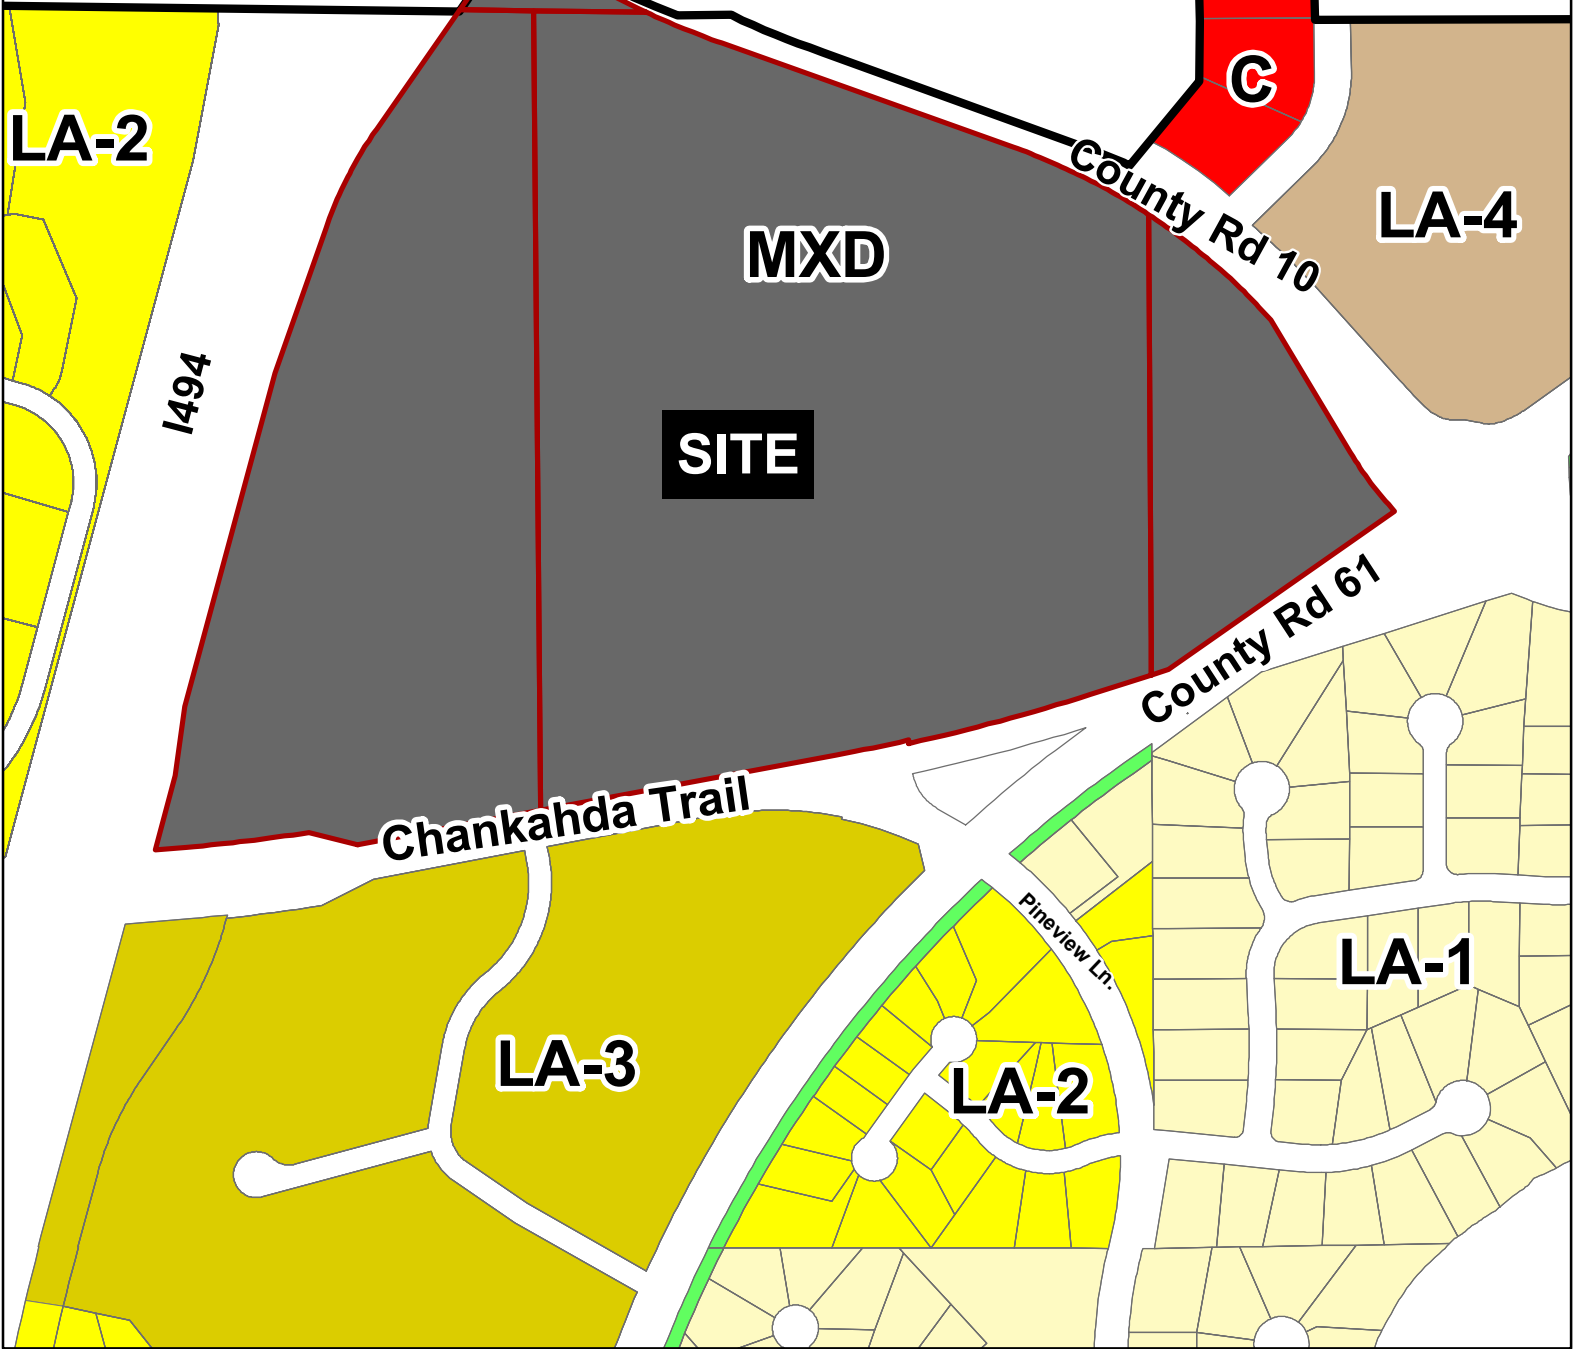 C
LA-2
LA-4
County Rd 10
MXD
I494
SITE
County Rd 61
Chankahda Trail
Pineview Ln.
LA-1
LA-3
LA-2